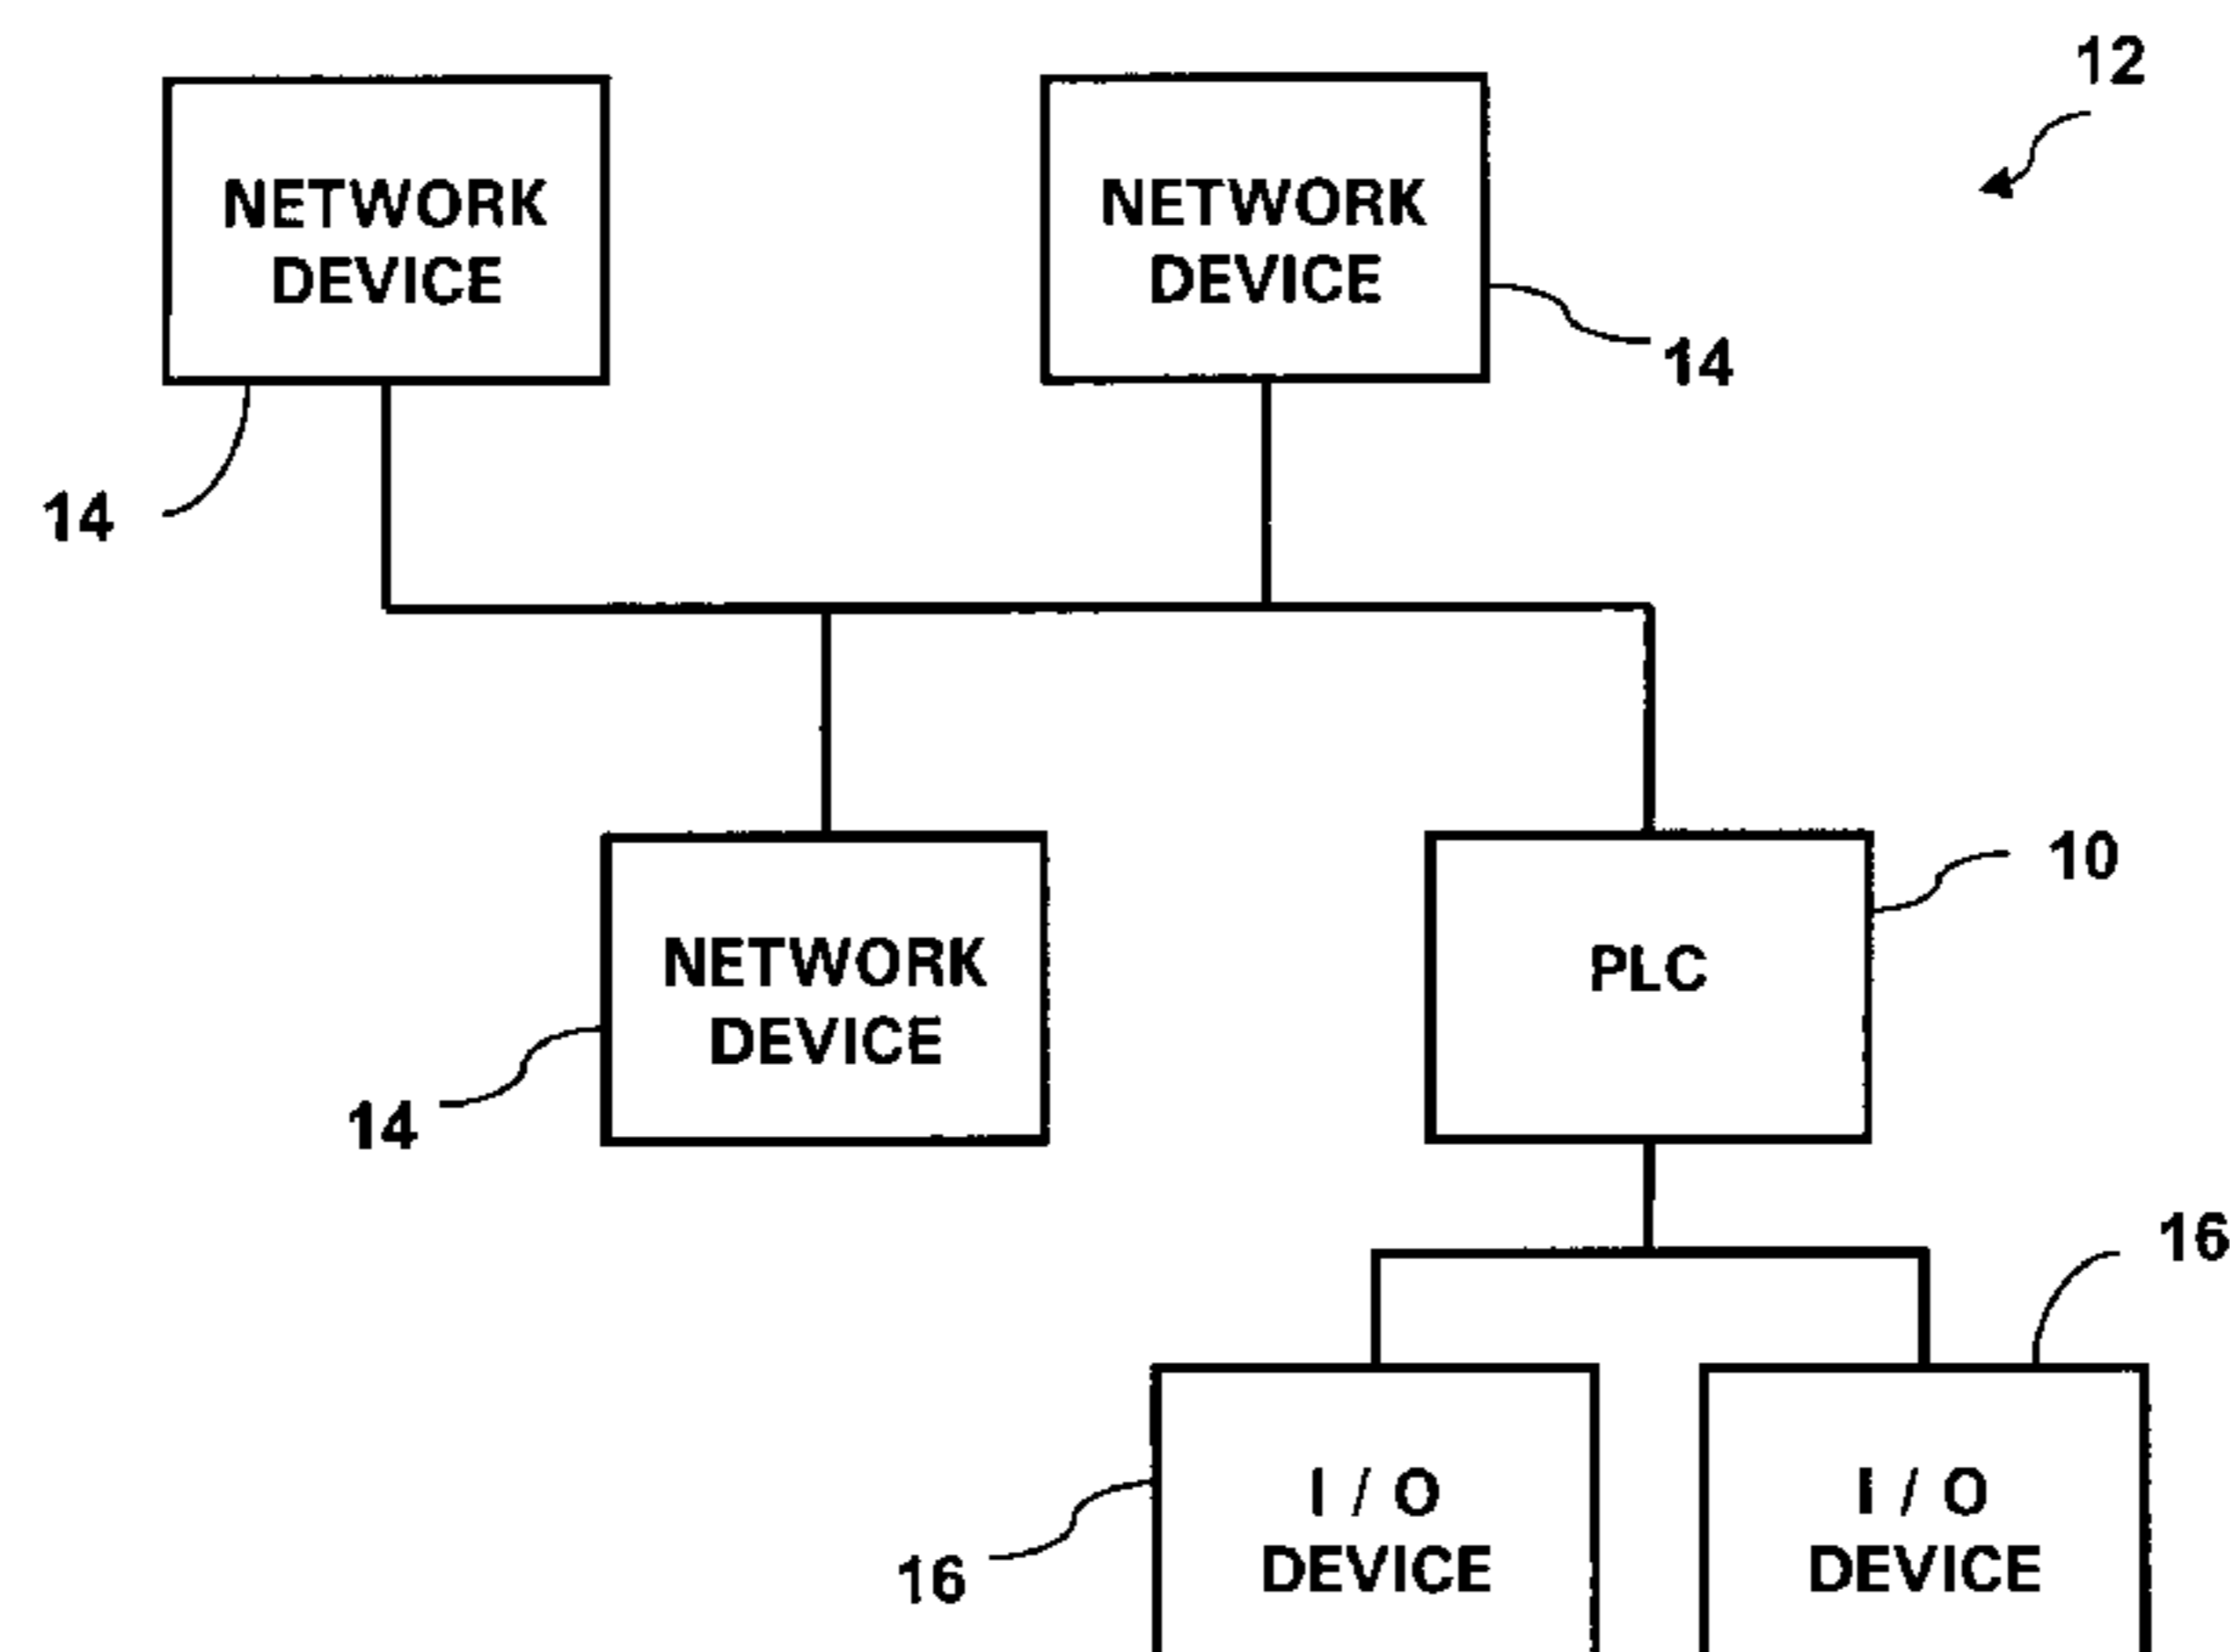 12
NETWORK
DEVICE
NETWORK
DEVICE
14
14
NETWORK
DEVICE
14
PLC
10
16
I / O
DEVICE
16
I / O
DEVICE